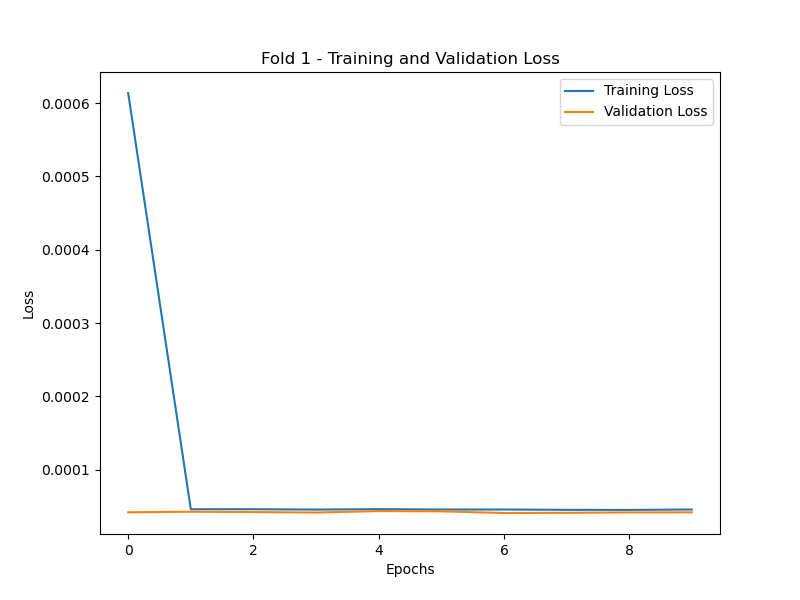 Fold 1 - Training and Validation Loss
Training Loss
Validation Loss
0.0006
0.0005
0.0004
0.0003
0.0002
0.0001
Loss
0 2 4 6 8
Epochs